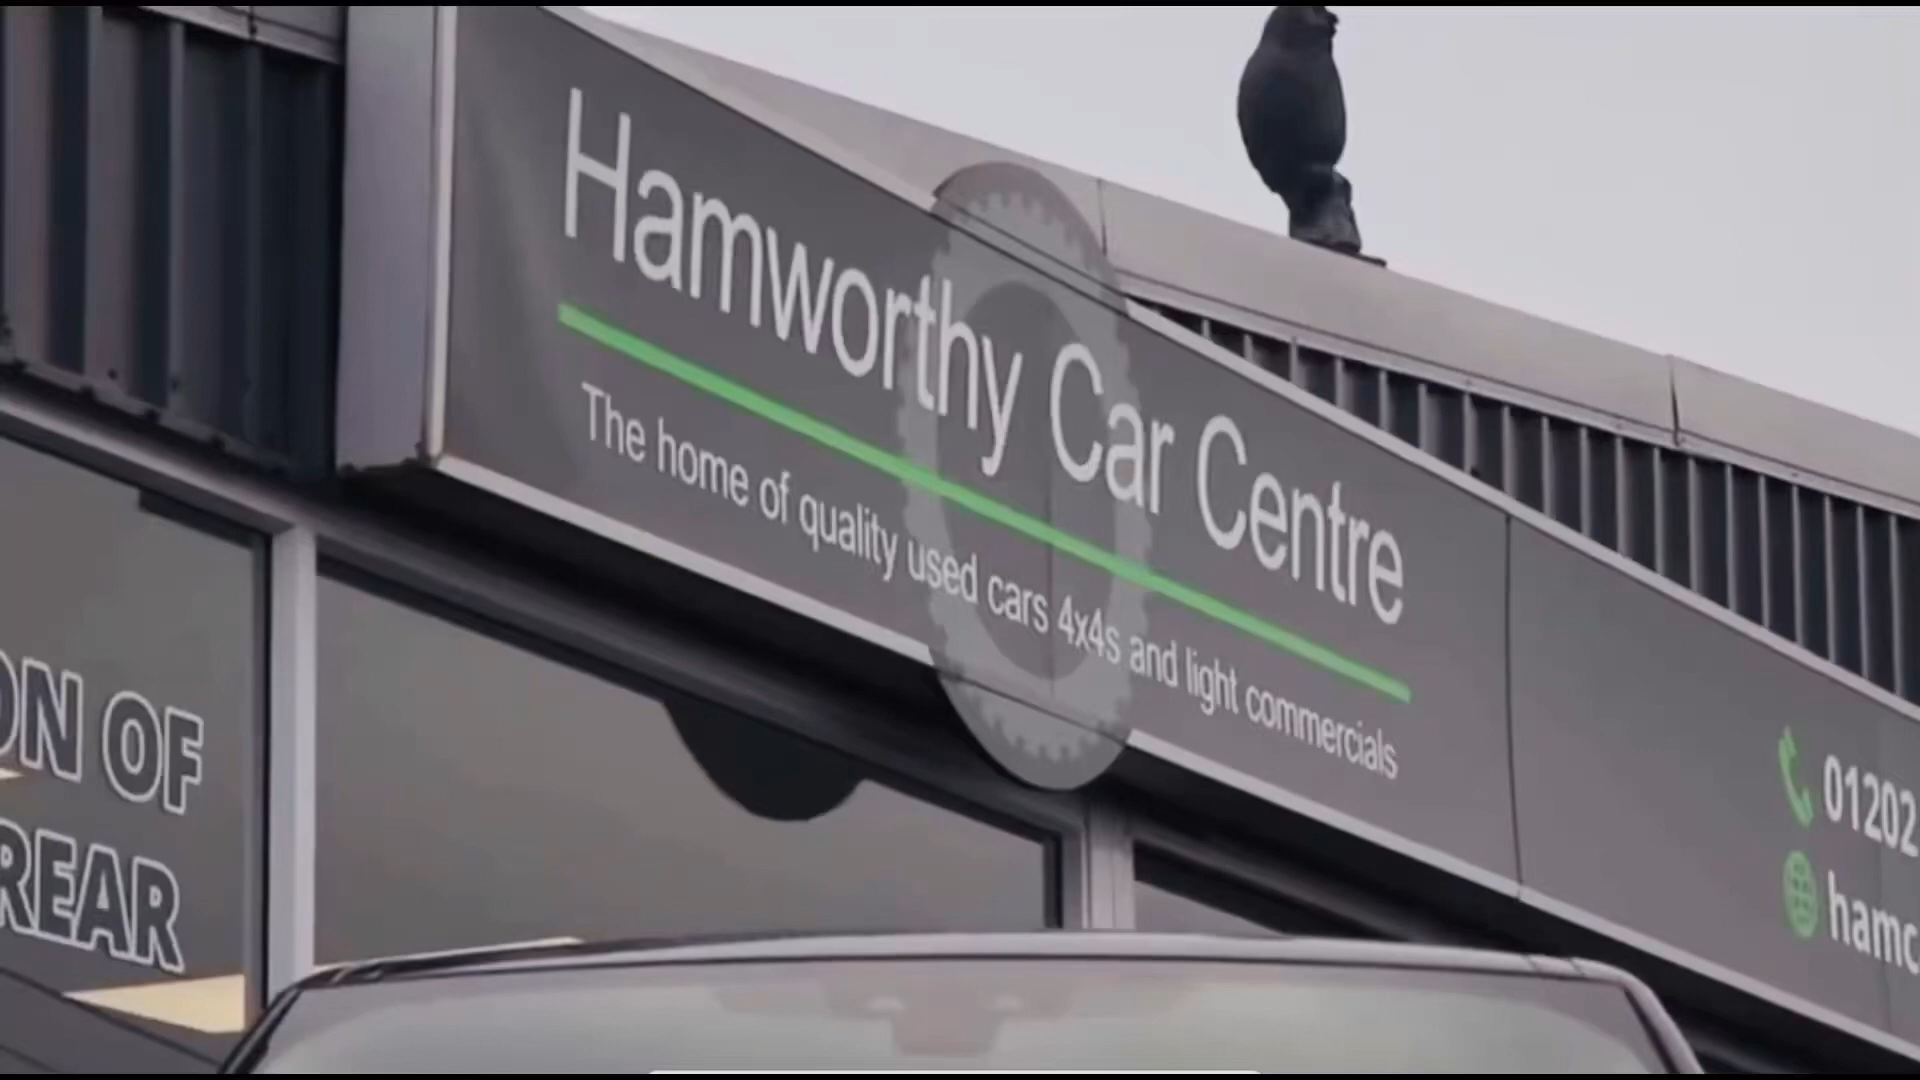 Hamworthy Car Centre
The home of quality used cars 4x4s and light commercials
01202
hamc
ON OF
REAR